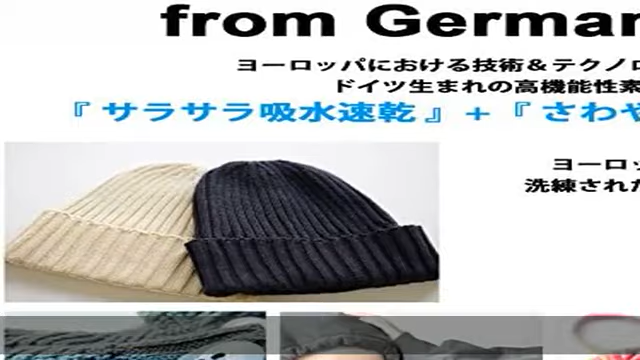 from German
ヨーロッパにおける技術&テクノロ
ドイツ生まれの高機能性素
『サラサラ吸水速乾』+『さわや
ヨーロッ
洗練された